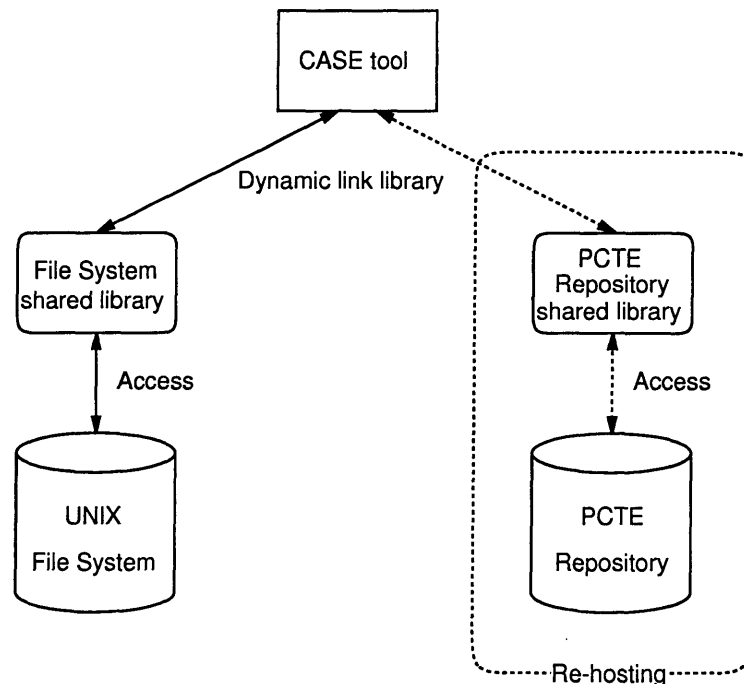 CASE tool
Dynamic link library
File System
shared library
PCTE
Repository
shared library
Access
Access
UNIX
File System
PCTE
Repository
Re-hosting